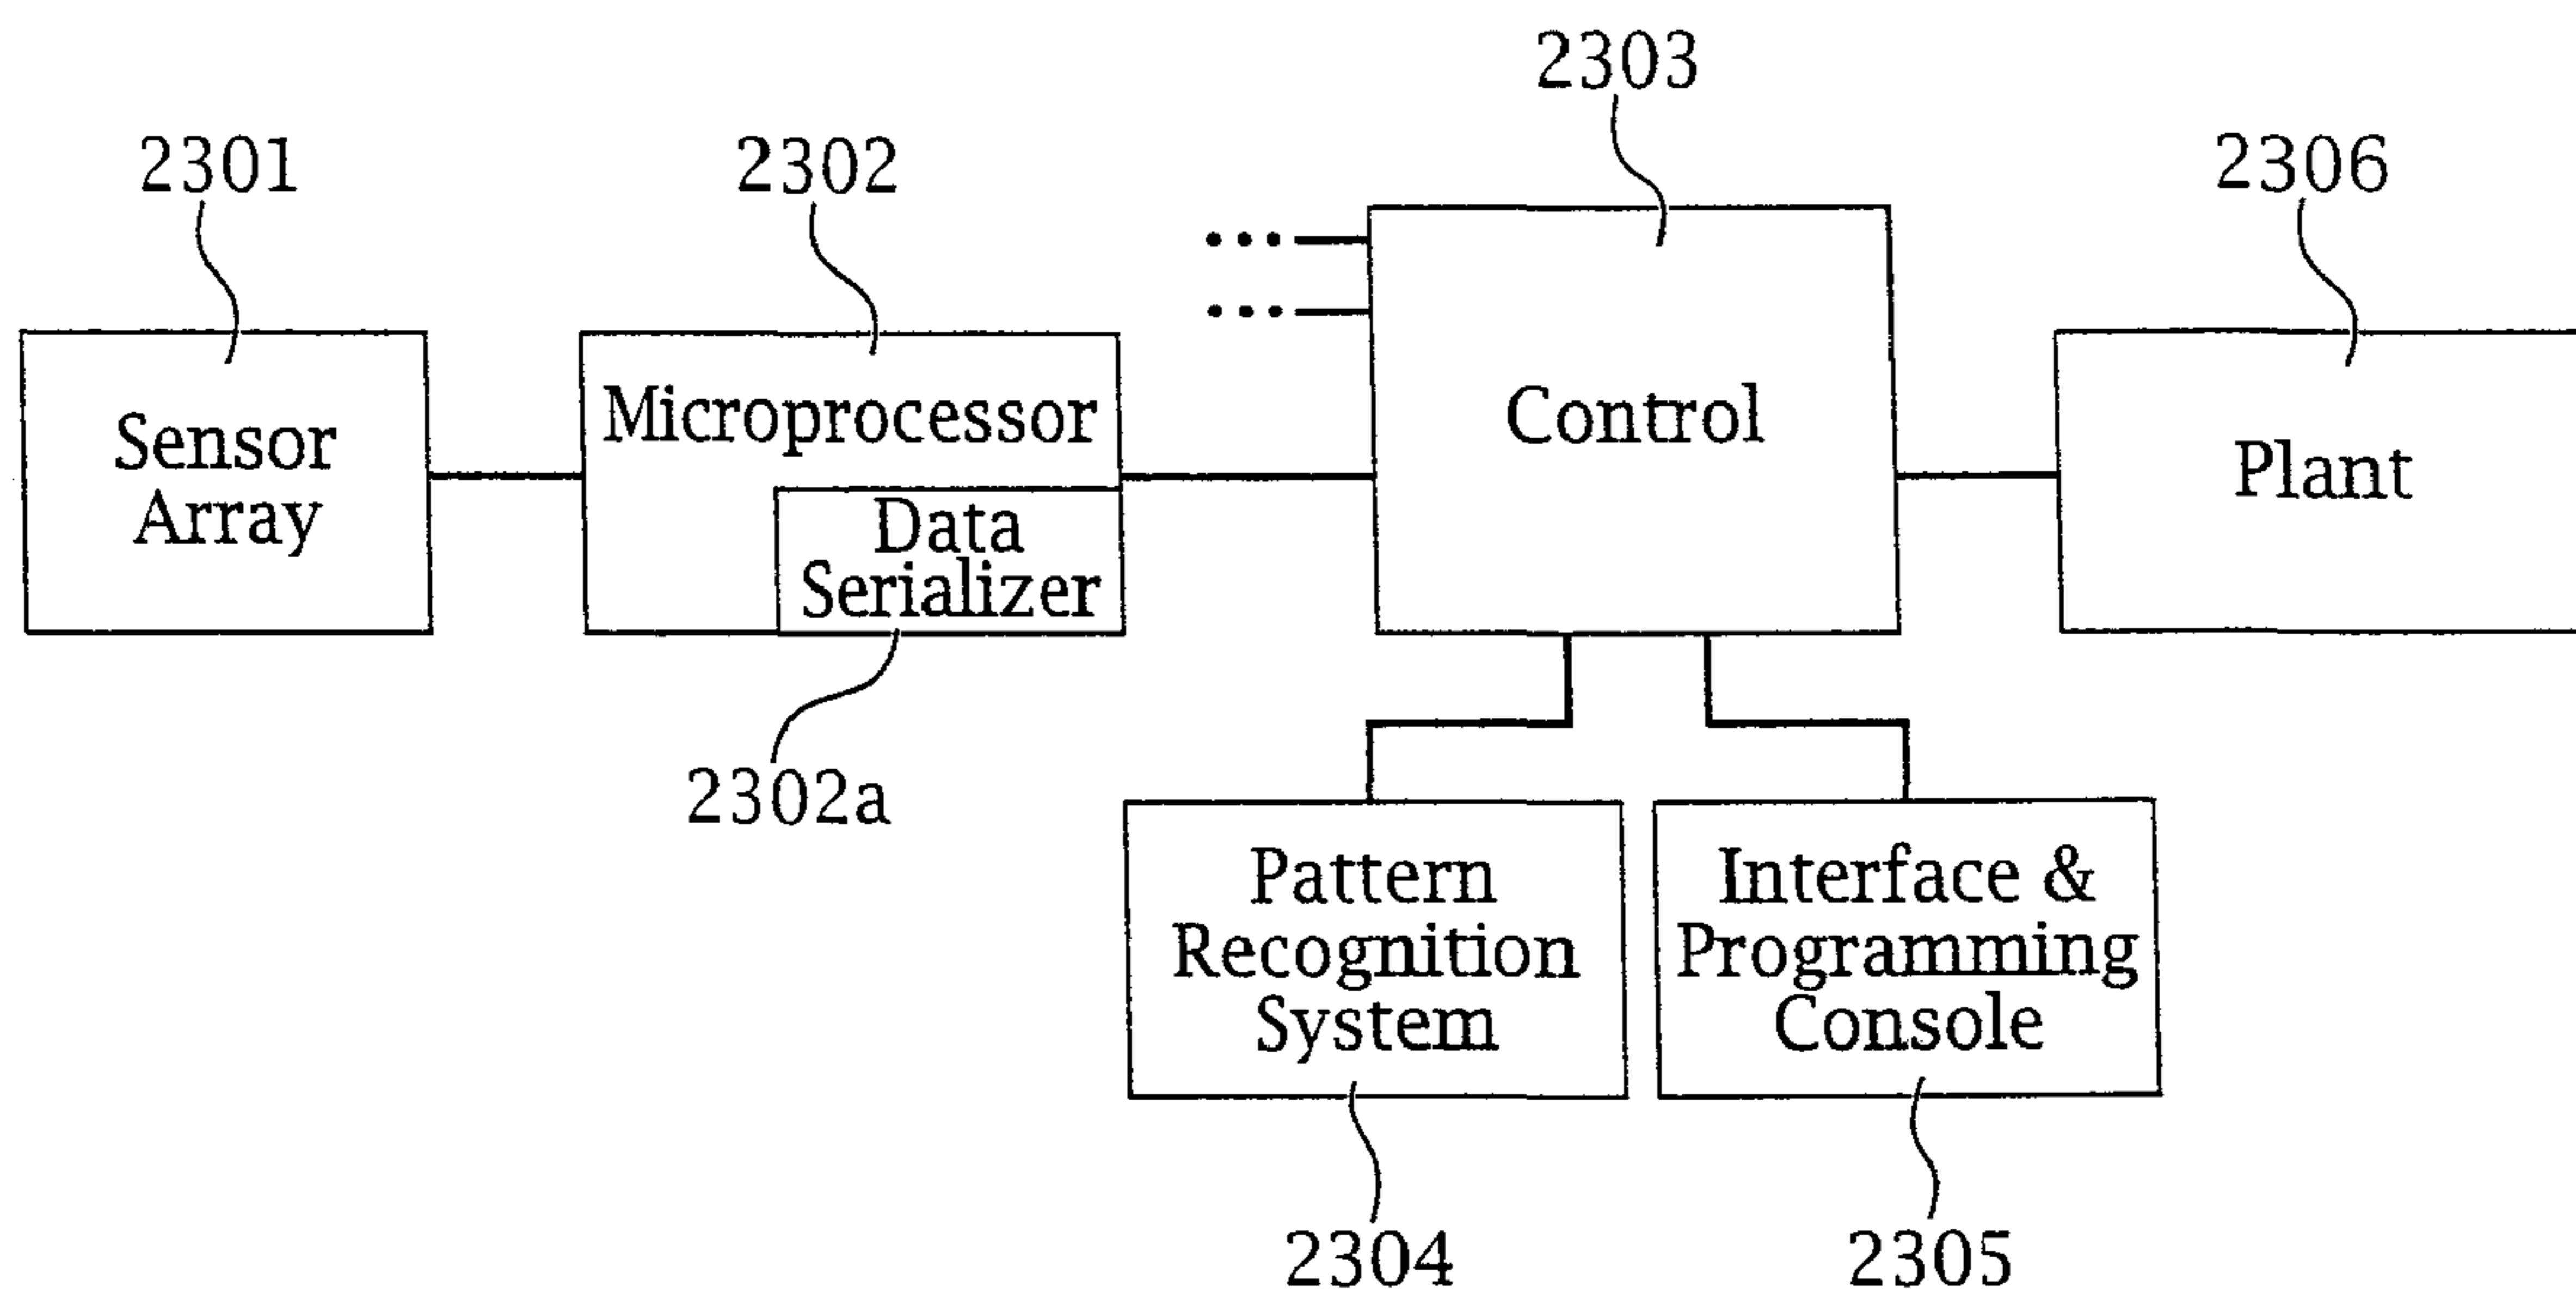 2303
2301
2302
2306
Sensor
Array
Microprocessor
Data
Serializer
Control
Plant
2302a
Pattern
Recognition
System
Interface &
Programming
Console
2304
2305